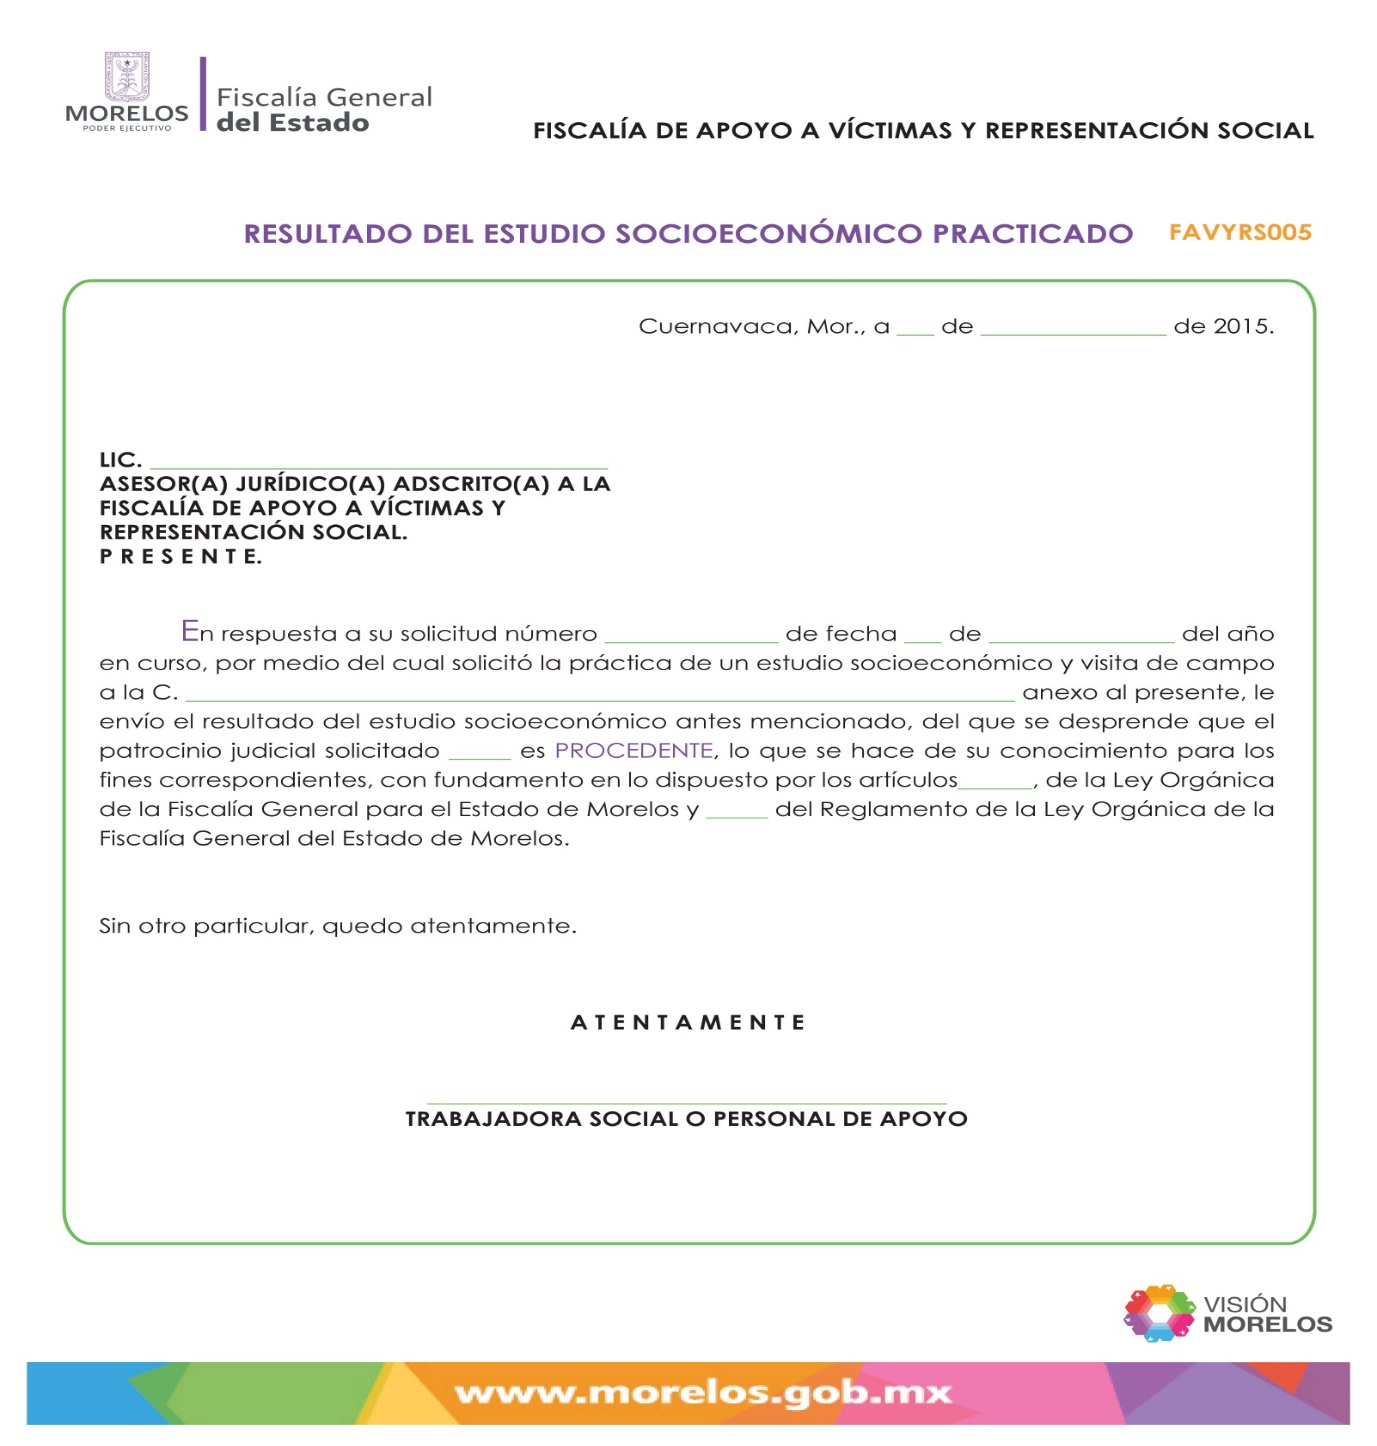 MORELOS
PODER EJECUTIVO
Fiscalía General
del Estado
FISCALÍA DE APOYO A VÍCTIMAS Y REPRESENTACIÓN SOCIAL
RESULTADO DEL ESTUDIO SOCIOECONÓMICO PRACTICADO FAVYRS005
Cuernavaca, Mor., a ___ de _______________ de 2015.
LIC. _____________________________________
ASESOR(A) JURÍDICO(A) ADSCRITO(A) A LA
FISCALÍA DE APOYO A VÍCTIMAS Y
REPRESENTACIÓN SOCIAL.
P R E S E N T E.
En respuesta a su solicitud número ______________ de fecha ___ de _______________ del año
en curso, por medio del cual solicitó la práctica de un estudio socioeconómico y visita de campo
a la C. ___________________________________________________________________ anexo al presente, le
envío el resultado del estudio socioeconómico antes mencionado, del que se desprende que el
patrocinio judicial solicitado _____ es PROCEDENTE, lo que se hace de su conocimiento para los
fines correspondientes, con fundamento en lo dispuesto por los artículos______, de la Ley Orgánica
de la Fiscalía General para el Estado de Morelos y _____ del Reglamento de la Ley Orgánica de la
Fiscalía General del Estado de Morelos.
Sin otro particular, quedo atentamente.
A T E N T A M E N T E
__________________________________________
TRABAJADORA SOCIAL O PERSONAL DE APOYO
VISIÓN
MORELOS
www.morelos.gob.mx